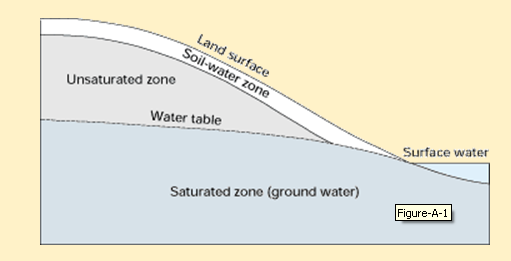 Land surface
Soil-water zone
Unsaturated zone
Water table
Surface water
Saturated zone (ground water)
Figure-A-1